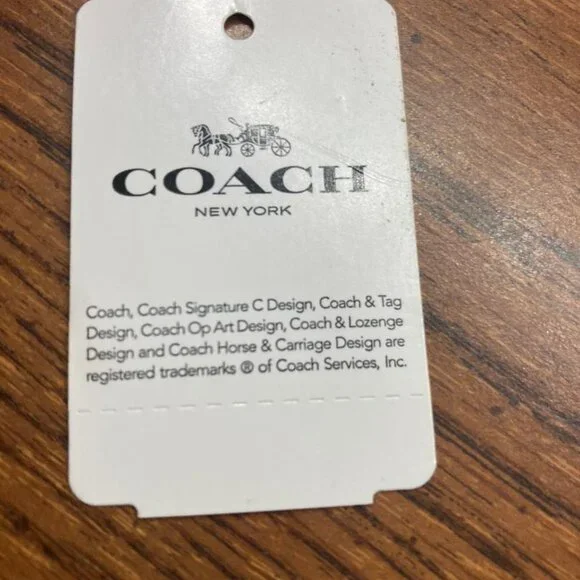 COACH
NEW YORK
Coach, Coach Signature C Design, Coach & Tag
Design, Coach Op Art Design, Coach & Lozenge
Design and Coach Horse & Carriage Design are
registered trademarks ® of Coach Services, Inc.